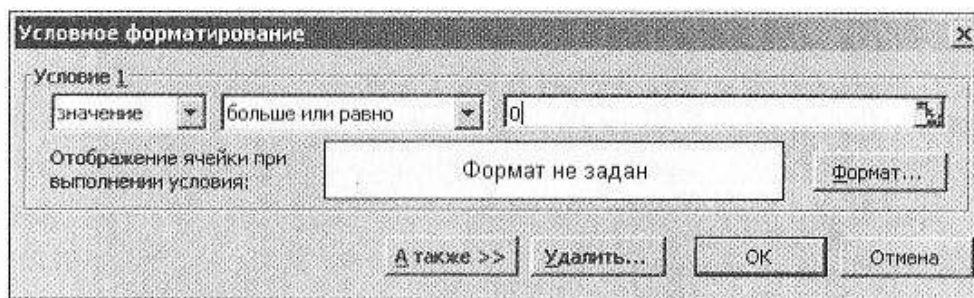 Условное форматирование
Условие 1
значение больше или равно 0
Отображение ячейки при
выполнении условия:
Формат не задан
Формат...
А также >> Удалить... ОК Отмена